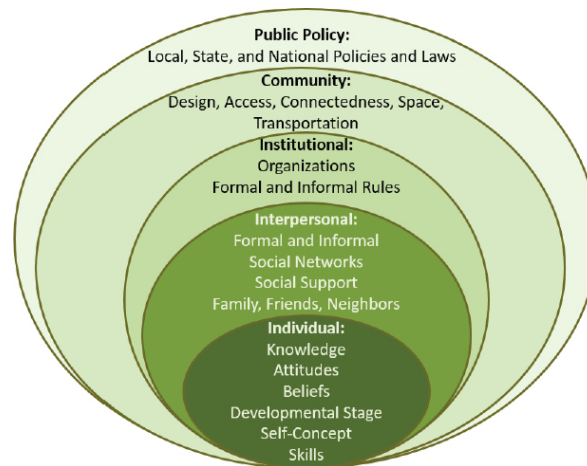 Public Policy:
Local, State, and National Policies and Laws
Community:
Design, Access, Connectedness, Space,
Transportation
Institutional:
Organizations
Formal and Informal Rules
Interpersonal:
Formal and Informal
Social Networks
Social Support
Family, Friends, Neighbors
Individual:
Knowledge
Attitudes
Beliefs
Developmental Stage
Self-Concept
Skills